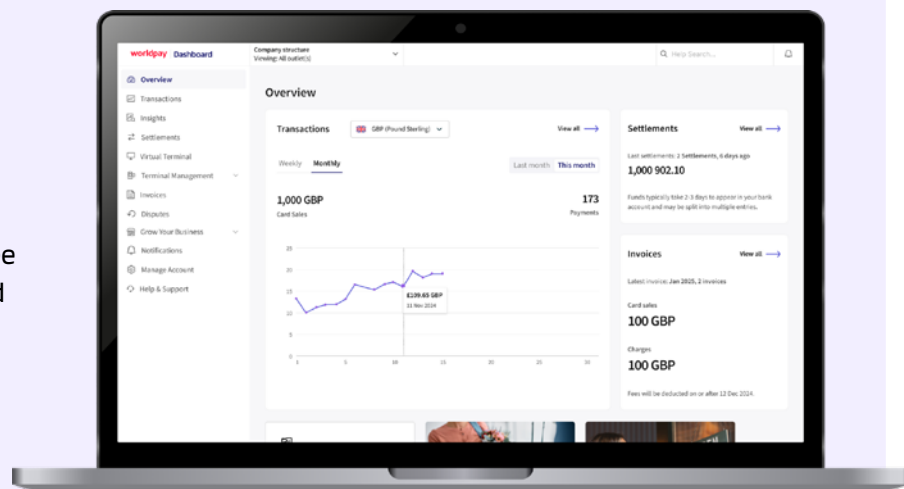 worldpay Dashboard
Company structure
Viewing: All outlet(s)
Help Search...
Overview
Transactions
Insights
Settlements
Virtual Terminal
Terminal Management
Invoices
Disputes
Grow Your Business
Notifications
Manage Account
Help & Support
Overview
Transactions
GBP (Pound Sterling)
View all
Weekly
Monthly
Last month
This month
1,000 GBP
Card Sales
173
Payments
25
20
15
10
5
0
£109.65 GBP
11 Nov 2024
5
10
15
20
25
30
Settlements
View all
Last settlements: 2 Settlements, 6 days ago
1,000 902.10
Funds typically take 2-3 days to appear in your bank
account and may be split into multiple entries.
Invoices
View all
Latest invoice: Jan 2025, 2 invoices
Card sales
100 GBP
Charges
100 GBP
Fees will be deducted on or after 12 Dec 2024